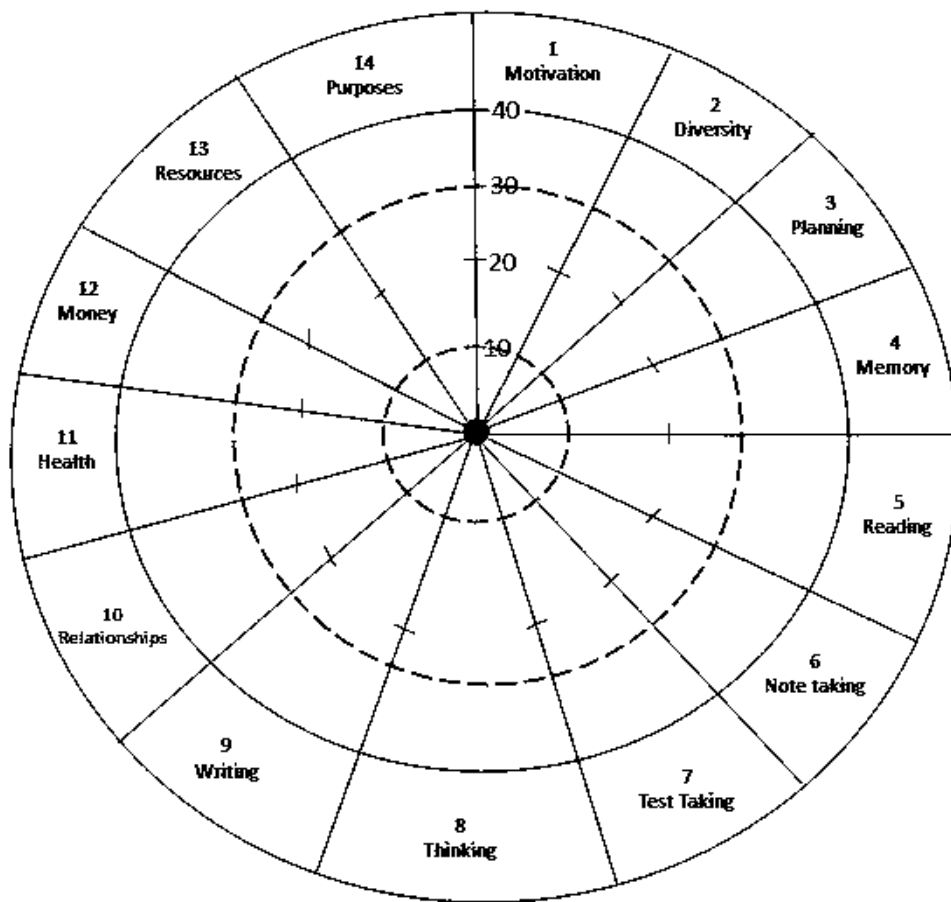 1
Motivation
2
Diversity
3
Planning
4
Memory
5
Reading
6
Note taking
7
Test Taking
8
Thinking
9
Writing
10
Relationships
11
Health
12
Money
13
Resources
14
Purposes
40
30
20
10